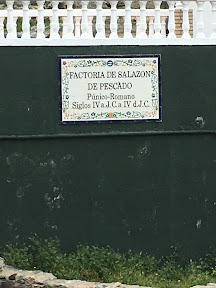 FACTORIA DE SALAZON
DE PESCADO
Púnico-Romano
Siglos IV a.J.C. a IV d.J.C.